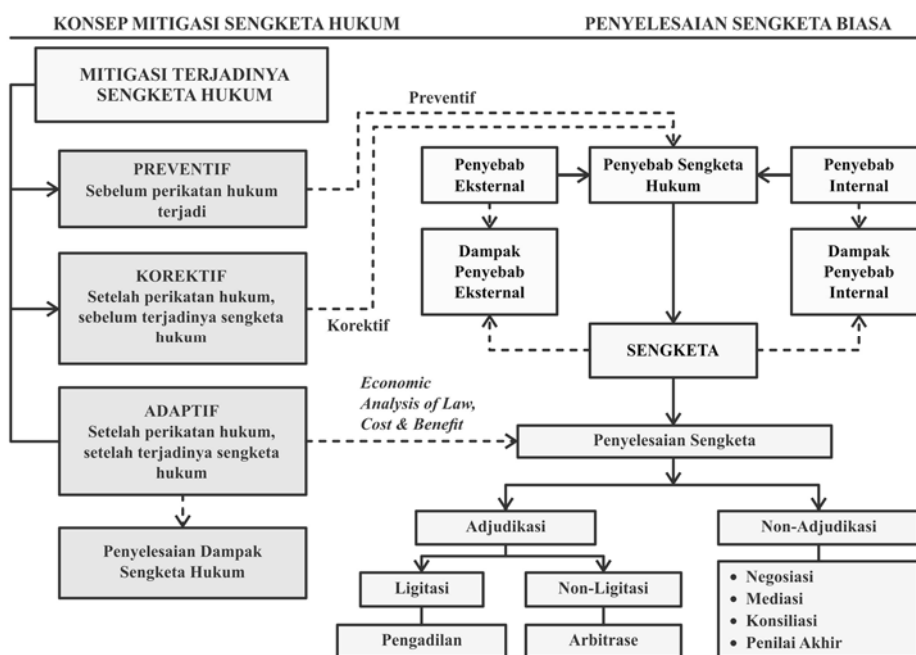 KONSEP MITIGASI SENGKETA HUKUM
PENYELESAIAN SENGKETA BIASA
MITIGASI TERJADINYA
SENGKETA HUKUM
Preventif
PREVENTIF
Sebelum perikatan hukum
terjadi
Penyebab
Eksternal
Penyebab Sengketa
Hukum
Penyebab
Internal
Dampak
Penyebab
Eksternal
Dampak
Penyebab
Internal
KOREKTIF
Setelah perikatan hukum,
sebelum terjadinya sengketa
hukum
Korektif
SENGKETA
ADAPTIF
Setelah perikatan hukum,
setelah terjadinya sengketa
hukum
Economic
Analysis of Law,
Cost & Benefit
Penyelesaian Sengketa
Penyelesaian Dampak
Sengketa Hukum
Adjudikasi
Non-Adjudikasi
Ligitasi
Non-Ligitasi
Pengadilan
Arbitrase
• Negosiasi
• Mediasi
• Konsiliasi
• Penilai Akhir